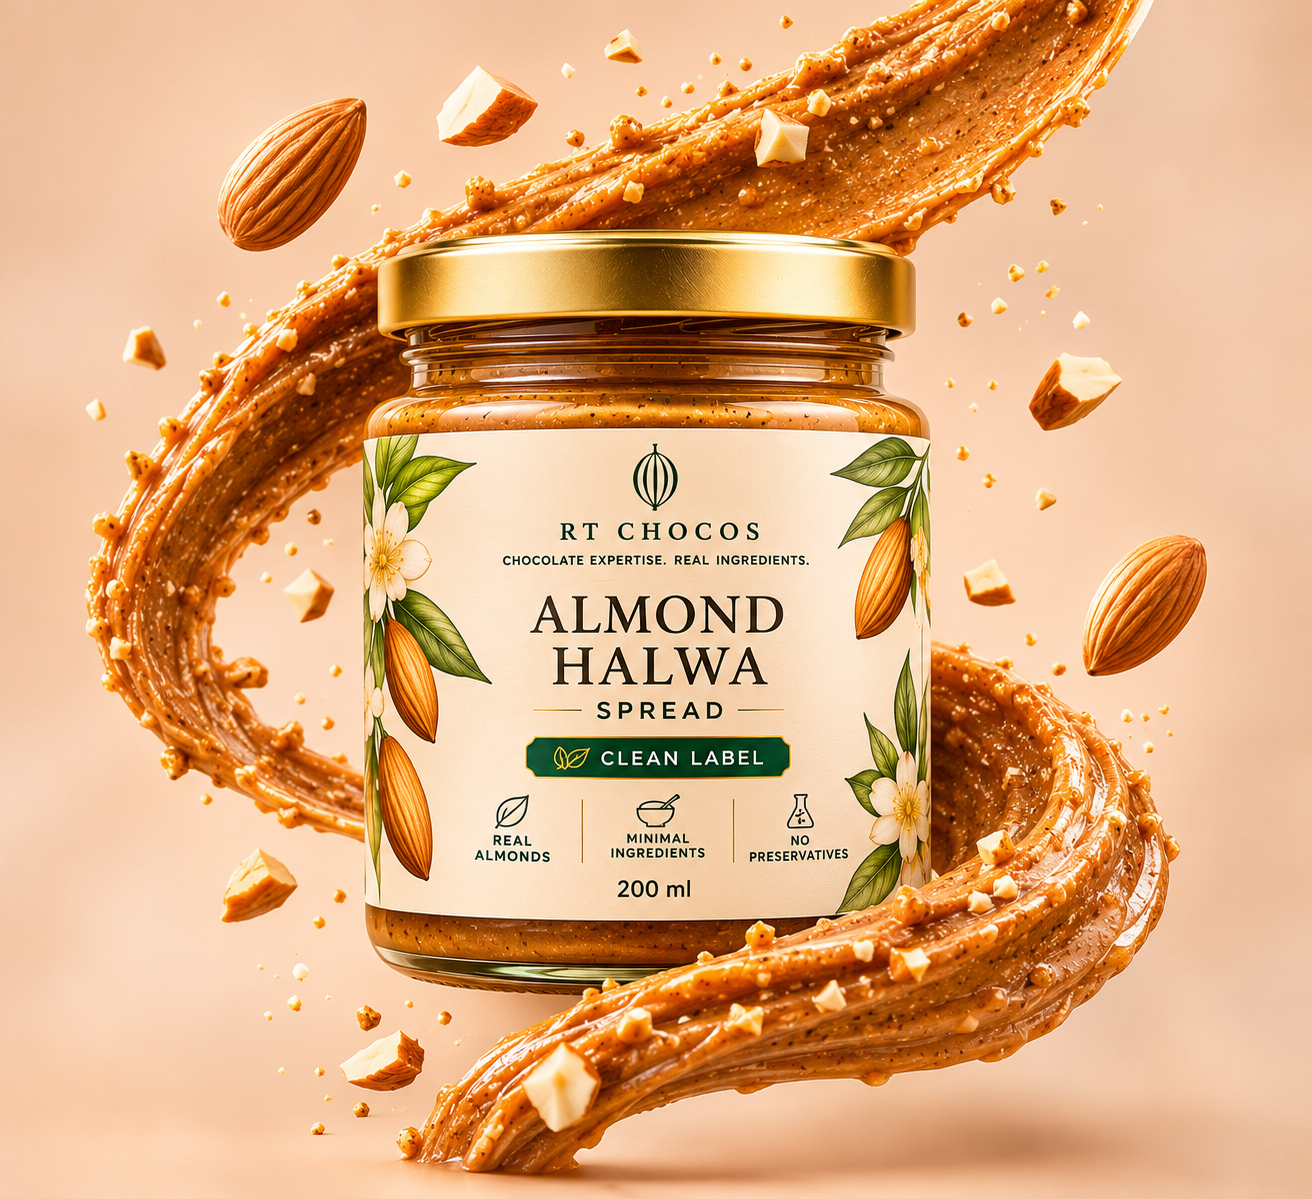 RT CHOCOS
CHOCOLATE EXPERTISE. REAL INGREDIENTS.
ALMOND
HALWA
SPREAD
CLEAN LABEL
REAL
ALMONDS
MINIMAL
INGREDIENTS
NO
PRESERVATIVES
200 ml